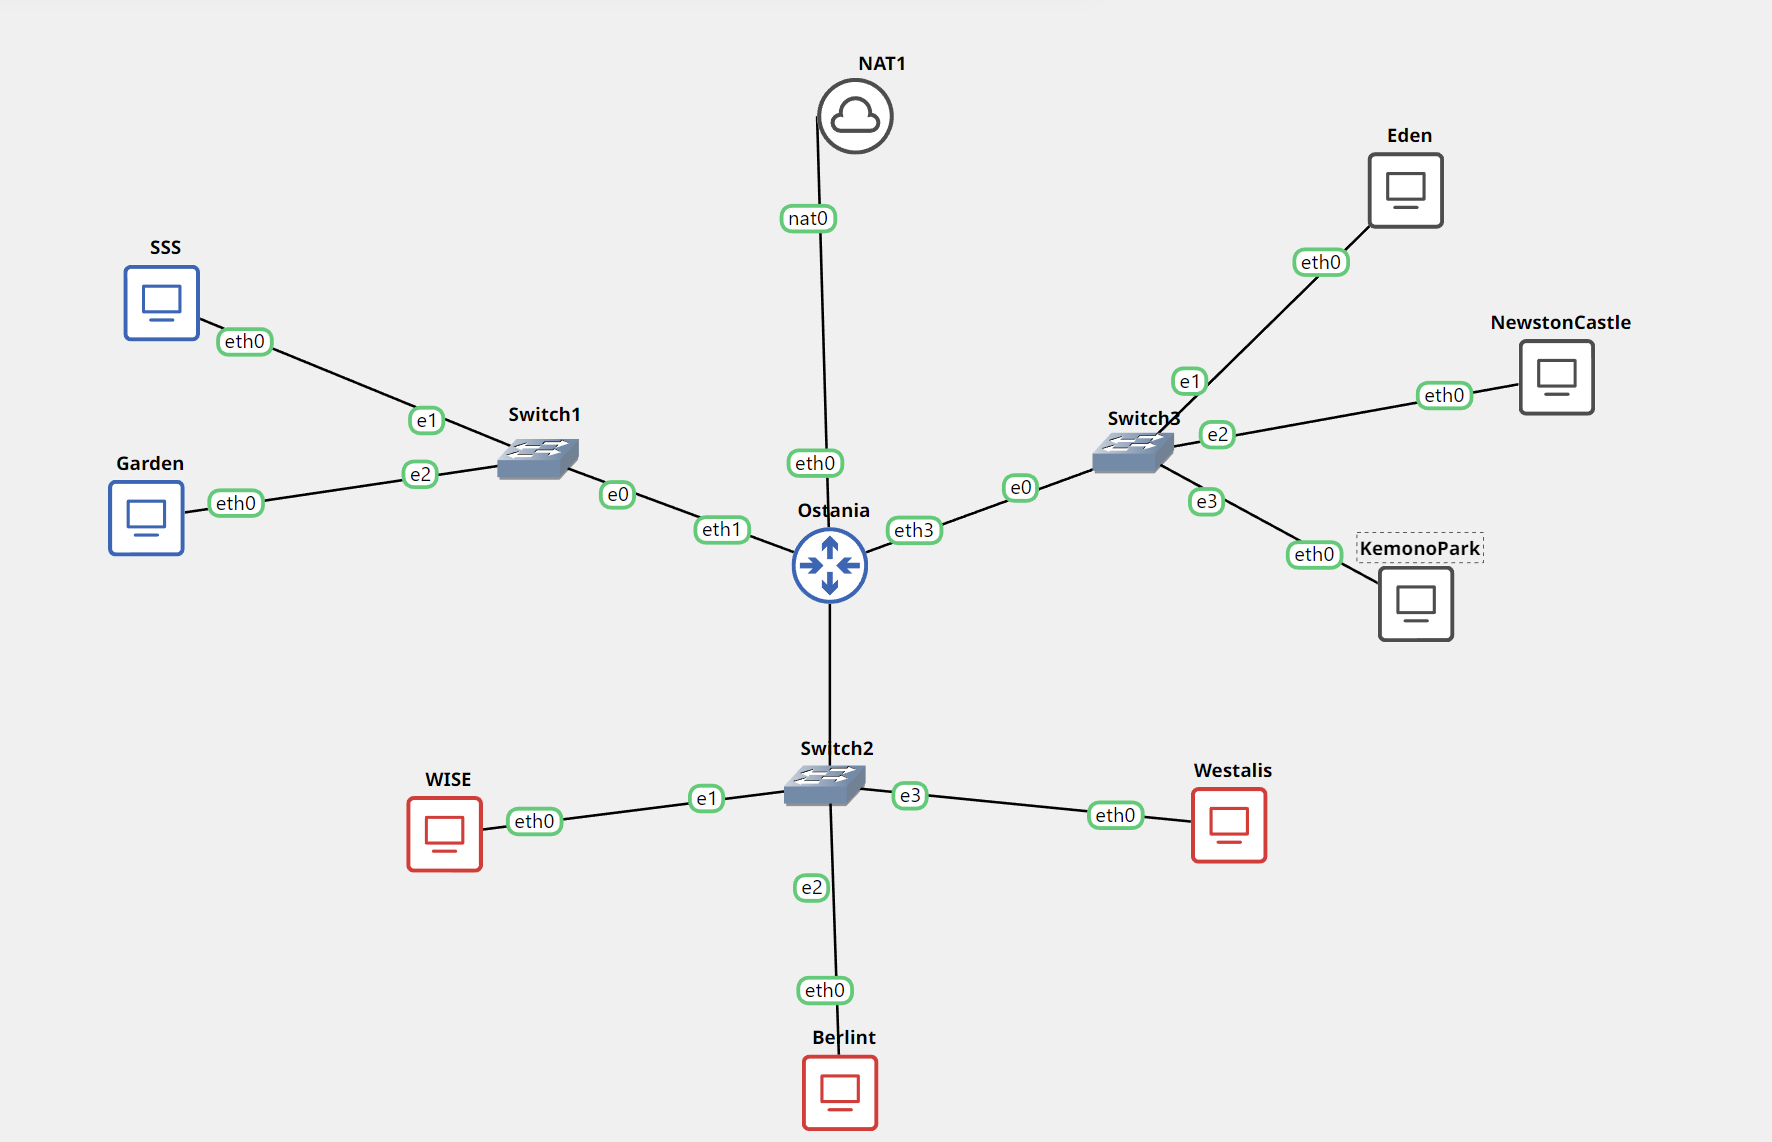 NAT1
Eden
nat0
SSS
eth0
NewstonCastle
eth0
e1
eth0
Switch1
Switch3
e1
e2
Garden
eth0
e2
eth0
e0
eth1
Ostania
eth3
e0
e3
eth0
KemonoPark
Switch2
WISE
eth0
e1
e3
eth0
Westalis
e2
eth0
Berlint